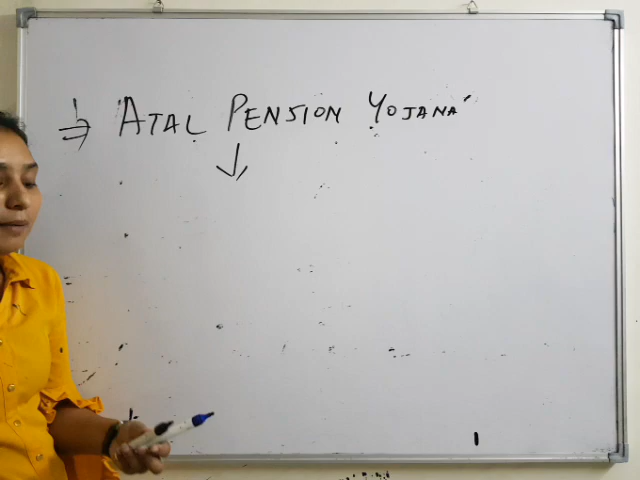 ⇒ ATAL PENSION YOJANA
↓